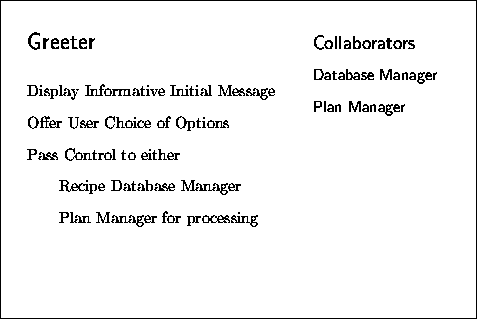 Greeter
Display Informative Initial Message
Offer User Choice of Options
Pass Control to either
Recipe Database Manager
Plan Manager for processing
Collaborators
Database Manager
Plan Manager